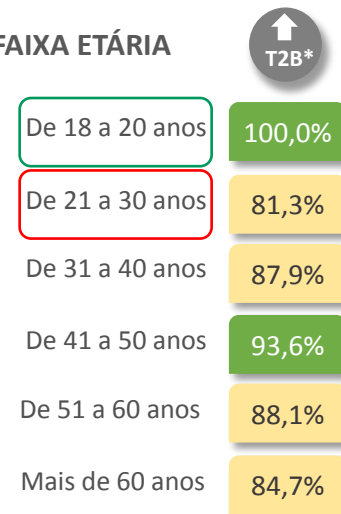 FAIXA ETÁRIA
T2B*
De 18 a 20 anos 100,0%
De 21 a 30 anos 81,3%
De 31 a 40 anos 87,9%
De 41 a 50 anos 93,6%
De 51 a 60 anos 88,1%
Mais de 60 anos 84,7%